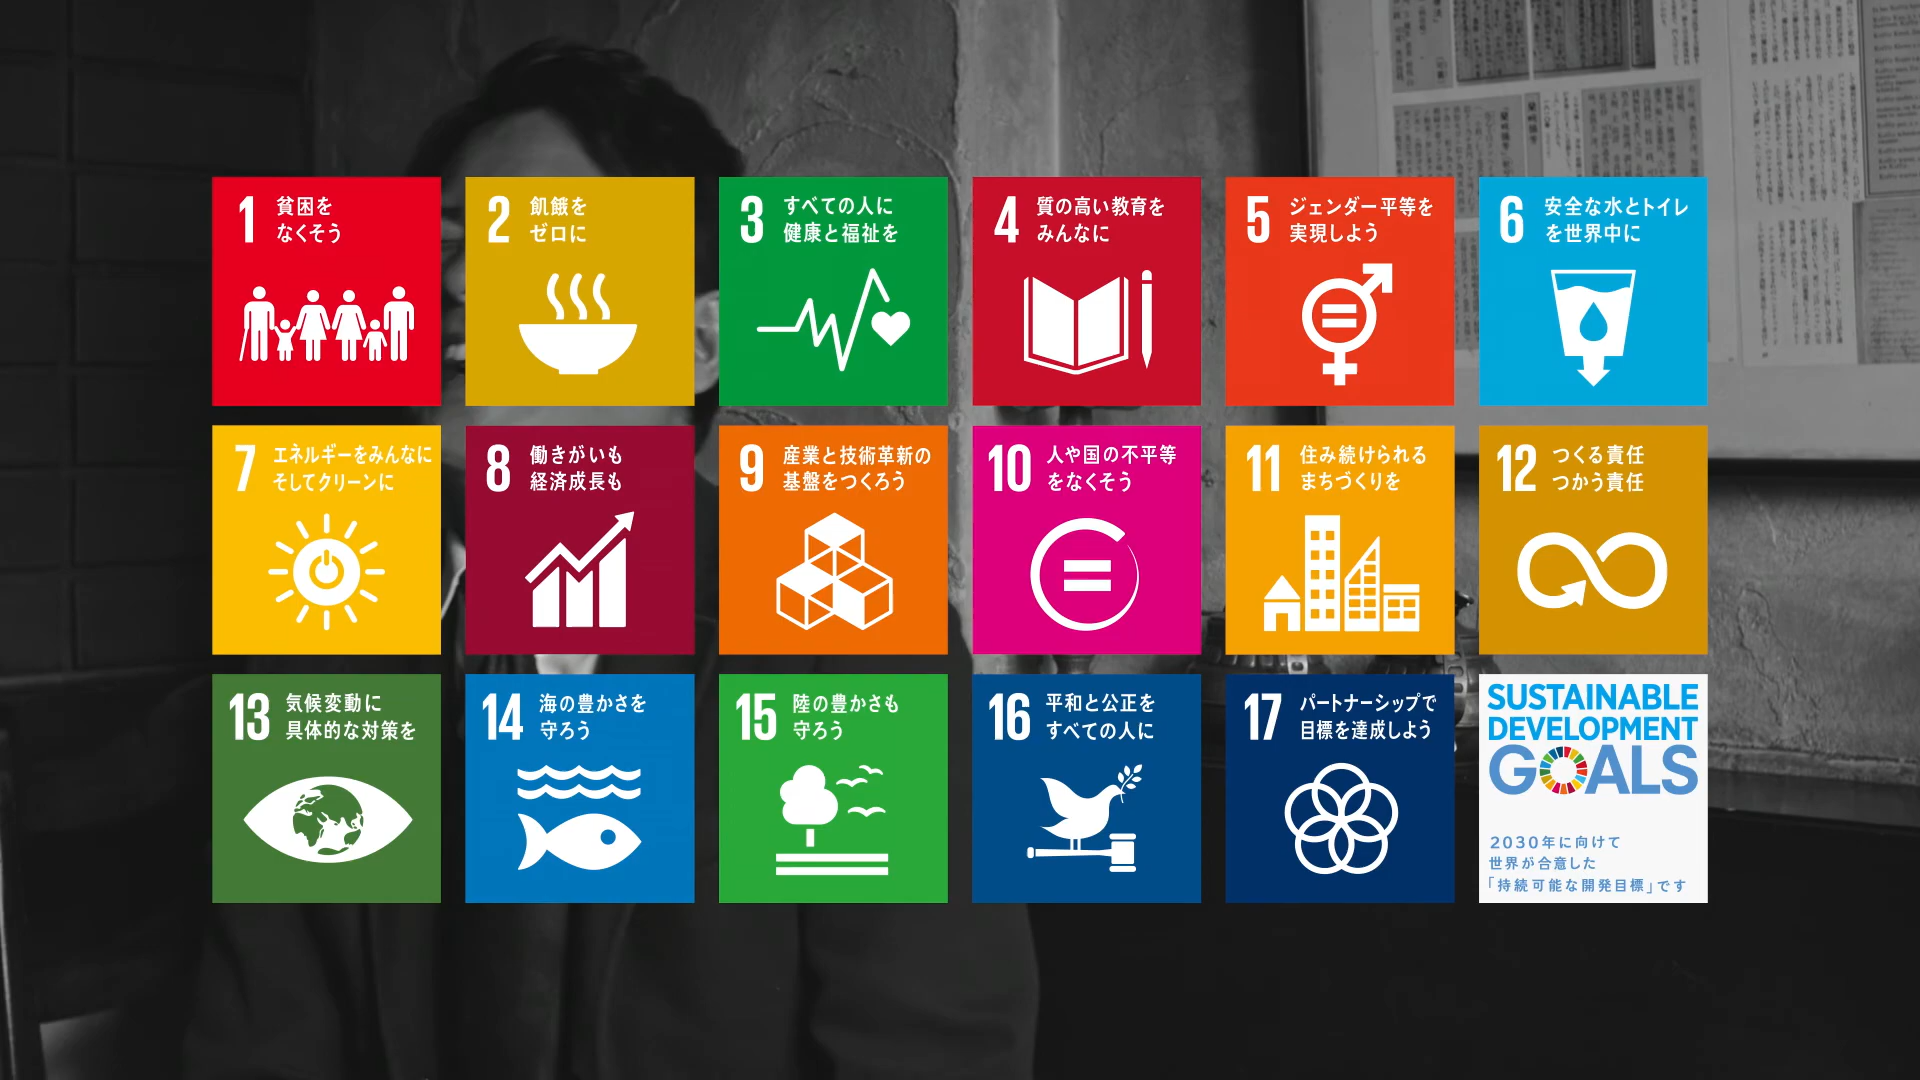 1 貧困を
なくそう
2 飢餓を
ゼロに
3 すべての人に
健康と福祉を
4 質の高い教育を
みんなに
5 ジェンダー平等を
実現しよう
6 安全な水とトイレ
を世界中に
7 エネルギーをみんなに
そしてクリーンに
8 働きがいも
経済成長も
9 産業と技術革新の
基盤をつくろう
10 人や国の不平等
をなくそう
11 住み続けられる
まちづくりを
12 つくる責任
つかう責任
13 気候変動に
具体的な対策を
14 海の豊かさを
守ろう
15 陸の豊かさも
守ろう
16 平和と公正を
すべての人に
17 パートナーシップで
目標を達成しよう
SUSTAINABLE
DEVELOPMENT
GOALS
2030年に向けて
世界が合意した
「持続可能な開発目標」です